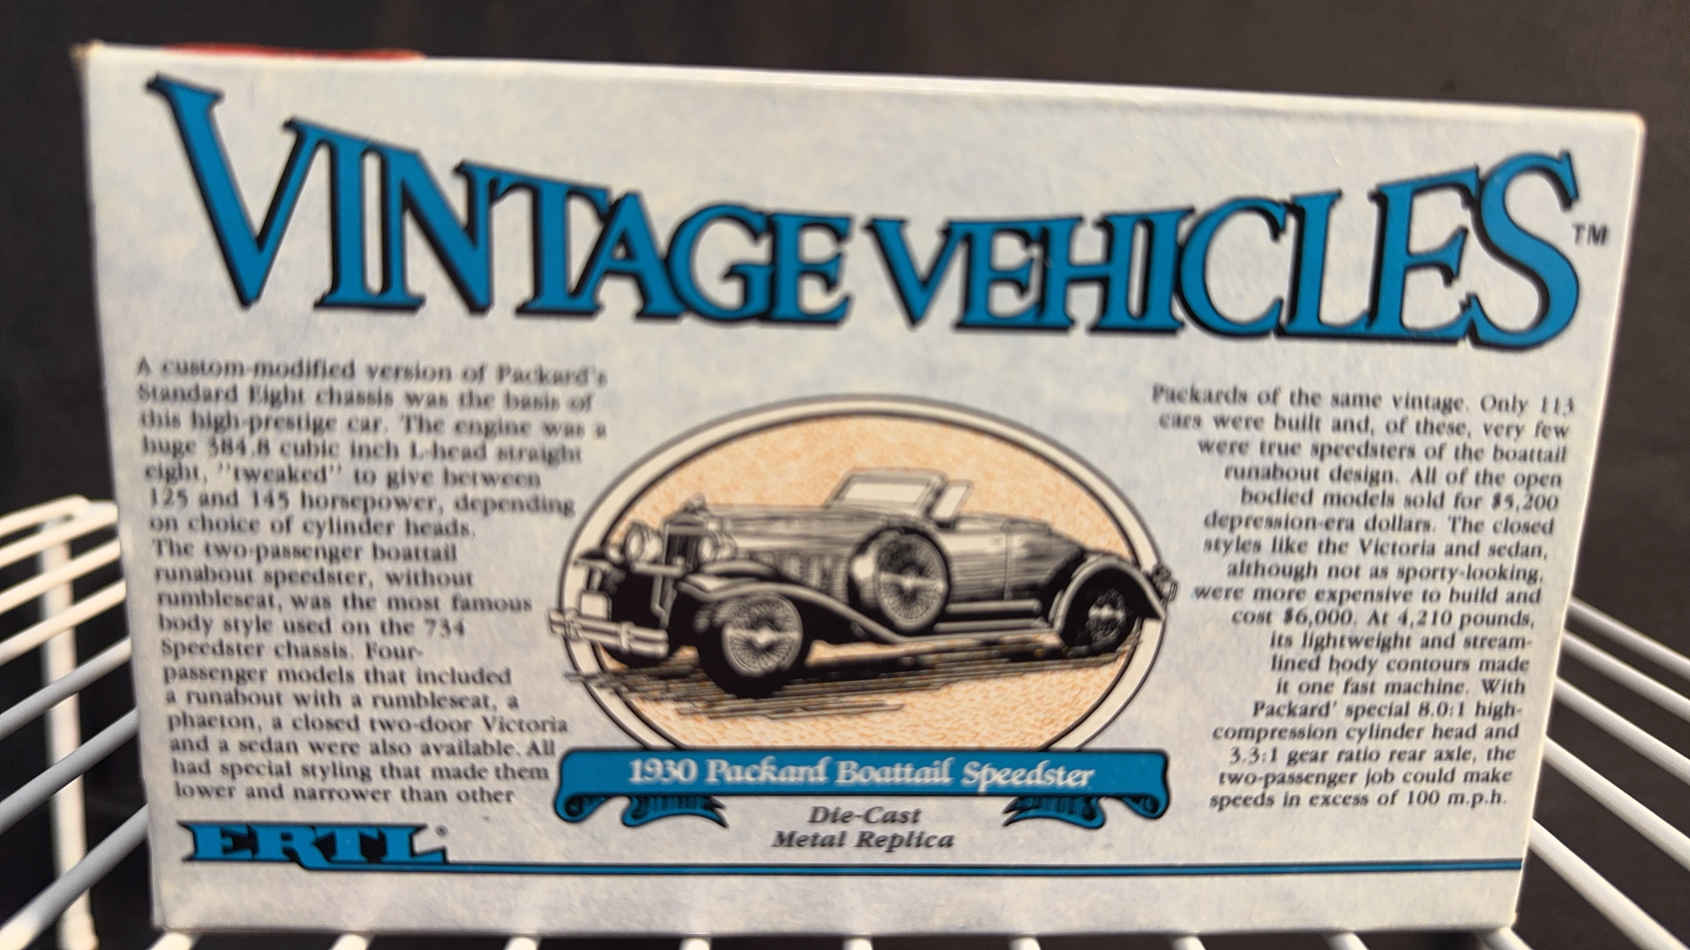 VINTAGE VEHICLES™
A custom-modified version of Packard's
Standard Eight chassis was the basis of
this high-prestige car. The engine was a
huge 384.8 cubic inch L-head straight
eight, "tweaked" to give between
125 and 145 horsepower, depending
on choice of cylinder heads.
The two-passenger boattail
runabout speedster, without
rumbleseat, was the most famous
body style used on the 734
Speedster chassis. Four-
passenger models that included
a runabout with a rumbleseat, a
phaeton, a closed two-door Victoria
and a sedan were also available. All
had special styling that made them
lower and narrower than other
Packards of the same vintage. Only 113
cars were built and, of these, very few
were true speedsters of the boattail
runabout design. All of the open
bodied models sold for $5,200
depression-era dollars. The closed
styles like the Victoria and sedan,
although not as sporty-looking,
were more expensive to build and
cost $6,000. At 4,210 pounds,
its lightweight and stream-
lined body contours made
it one fast machine. With
Packard' special 8.0:1 high-
compression cylinder head and
3.3:1 gear ratio rear axle, the
two-passenger job could make
speeds in excess of 100 m.p.h.
1930 Packard Boattail Speedster
Die-Cast
Metal Replica
ERTL®